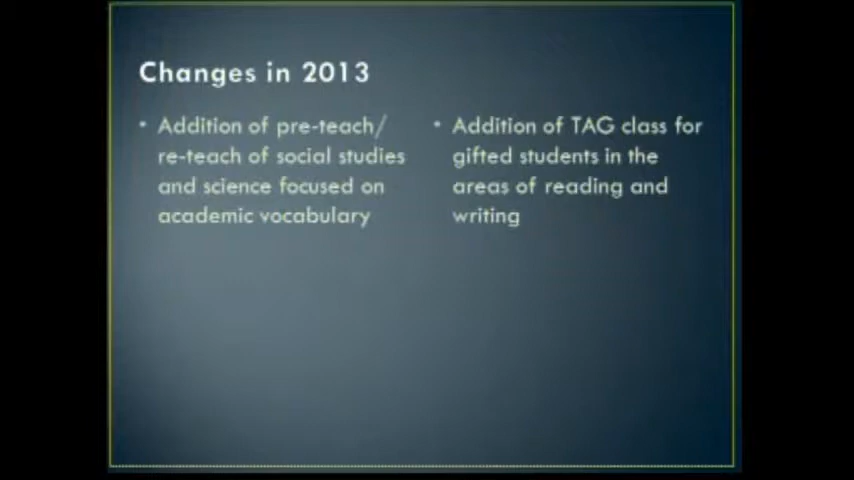 Changes in 2013
• Addition of pre-teach/
re-teach of social studies
and science focused on
academic vocabulary
• Addition of TAG class for
gifted students in the
areas of reading and
writing